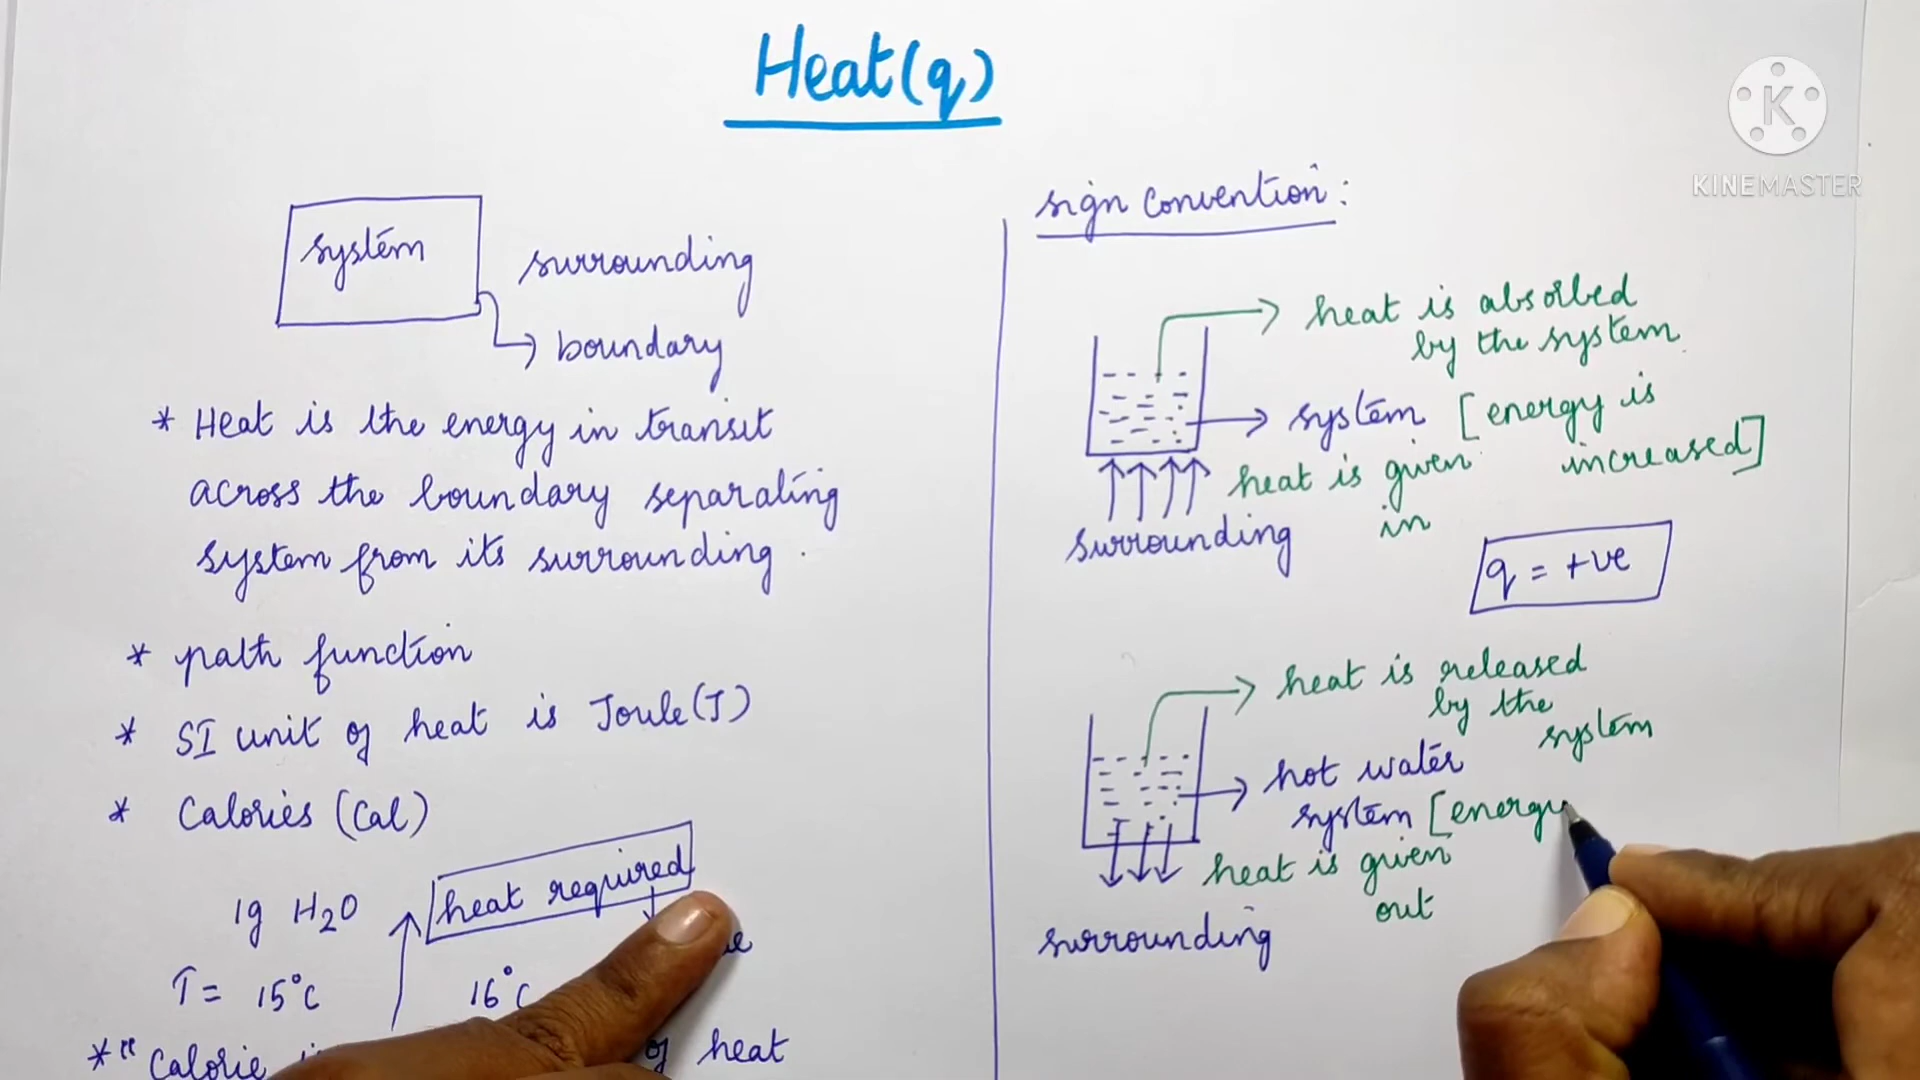 Heat(q)
K
KINEMASTER
system
surrounding
boundary
* Heat is the energy in transit
across the boundary separating
system from its surrounding.
* path function
* SI unit of heat is Joule(J)
* Calories (Cal)
heat required
1g H₂O
T = 15°C
16°C
*" Calorie
of heat
sign convention:
heat is absorbed
by the system
system [energy is
increased]
heat is given
in
surrounding
q = +ve
heat is released
by the
system
hot water
system [energy
heat is given
out
surrounding